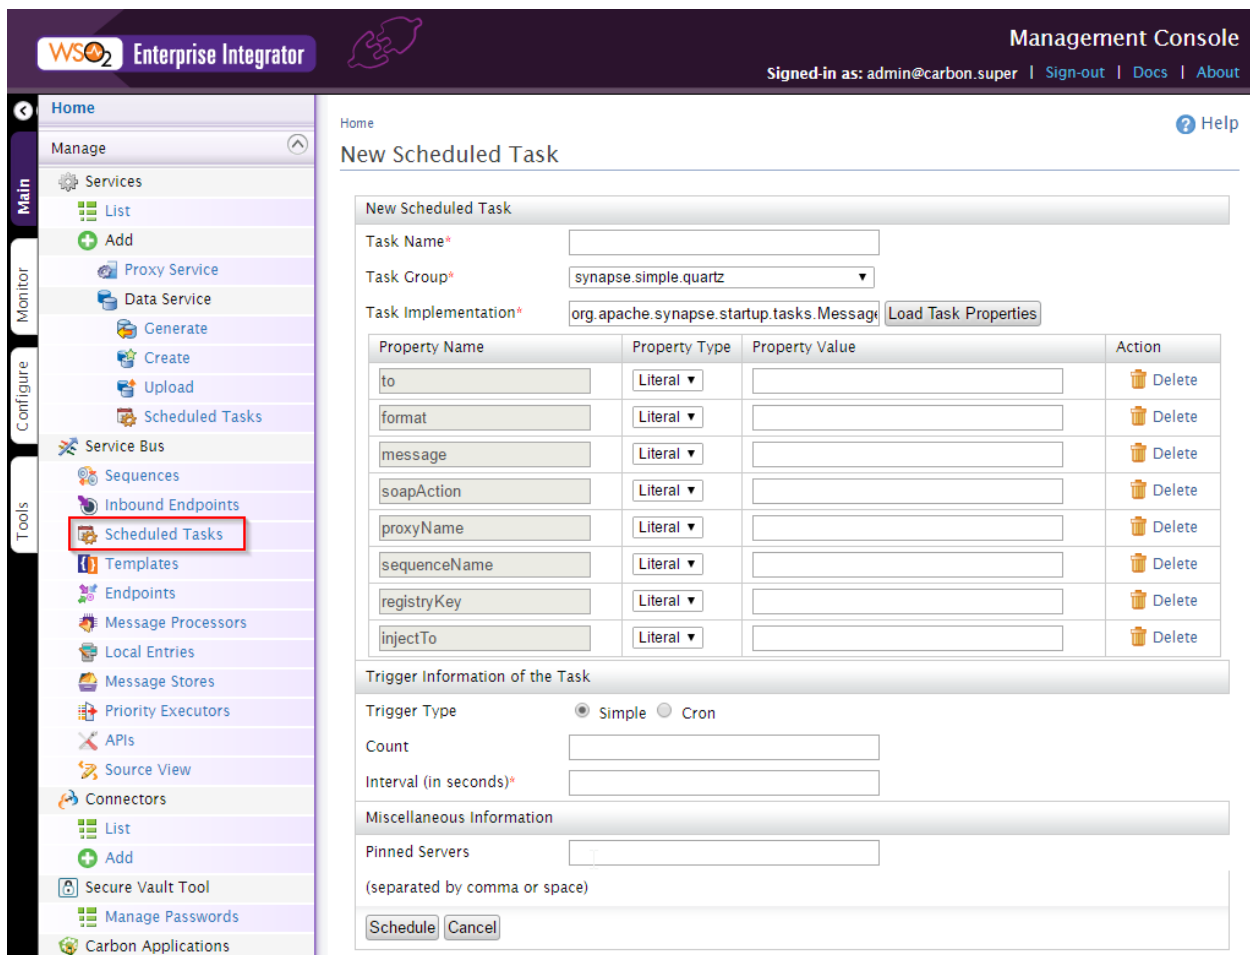 WSO2 Enterprise Integrator
Management Console
Signed-in as: admin@carbon.super | Sign-out | Docs | About
Main
Monitor
Configure
Tools
Home
Manage
Services
List
Add
Proxy Service
Data Service
Generate
Create
Upload
Scheduled Tasks
Service Bus
Sequences
Inbound Endpoints
Scheduled Tasks
Templates
Endpoints
Message Processors
Local Entries
Message Stores
Priority Executors
APIs
Source View
Connectors
List
Add
Secure Vault Tool
Manage Passwords
Carbon Applications
Home
Help
New Scheduled Task
New Scheduled Task
Task Name*
Task Group* synapse.simple.quartz
Task Implementation* org.apache.synapse.startup.tasks.Message Load Task Properties
Property Name Property Type Property Value Action
to Literal Delete
format Literal Delete
message Literal Delete
soapAction Literal Delete
proxyName Literal Delete
sequenceName Literal Delete
registryKey Literal Delete
injectTo Literal Delete
Trigger Information of the Task
Trigger Type Simple Cron
Count
Interval (in seconds)*
Miscellaneous Information
Pinned Servers
(separated by comma or space)
Schedule Cancel